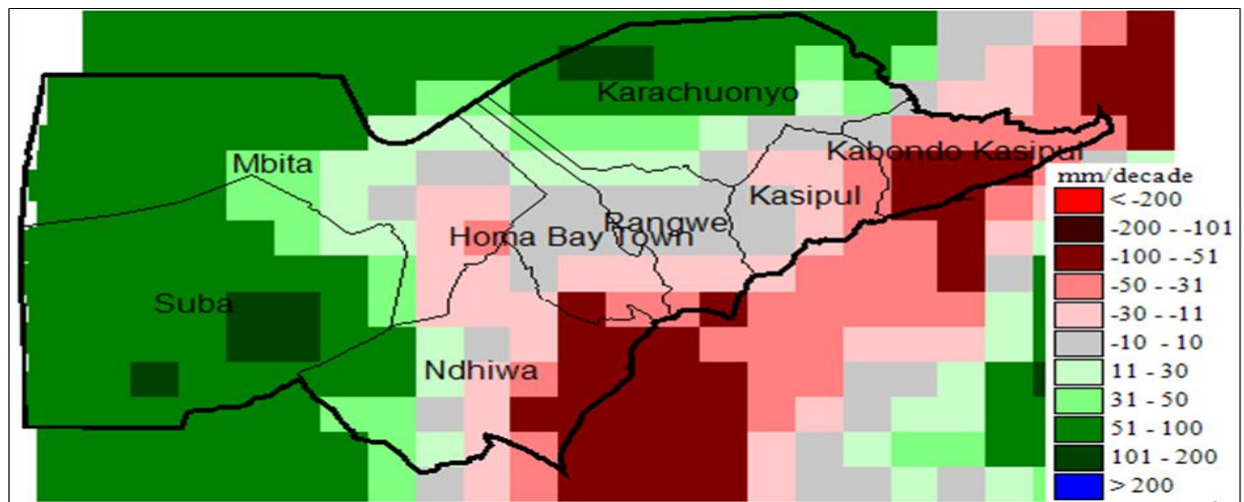 Karachuonyo
Mbita
Kabondo Kasipul
Kasipul
Rangwe
Homa Bay Town
Suba
Ndhiwa
mm/decade
< -200
-200 - -101
-100 - -51
-50 - -31
-30 - -11
-10 - 10
11 - 30
31 - 50
51 - 100
101 - 200
> 200